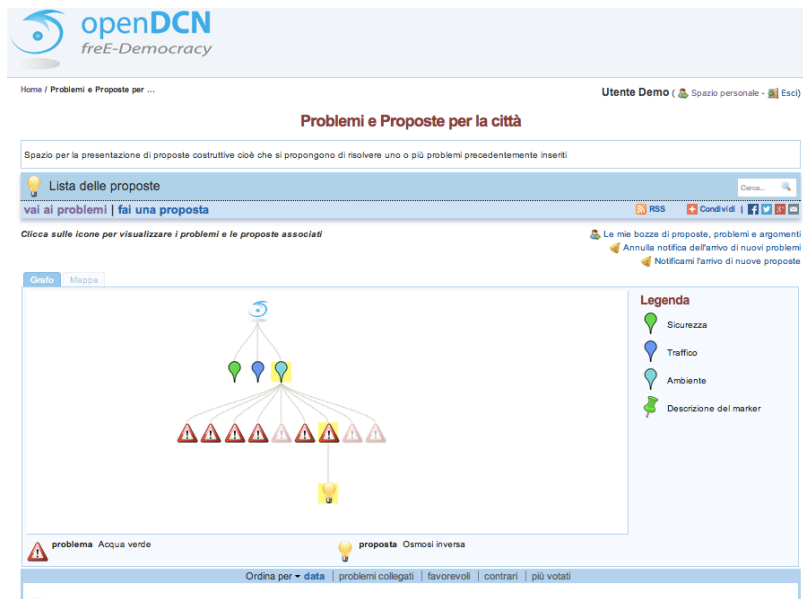 openDCN
freE-Democracy
Home / Problemi e Proposte per ...
Utente Demo ( Spazio personale - Esci)
Problemi e Proposte per la città
Spazio per la presentazione di proposte costruttive cioè che si propongono di risolvere uno o più problemi precedentemente inseriti
Lista delle proposte
Cerca...
vai ai problemi | fai una proposta
RSS Condividi |
Clicca sulle icone per visualizzare i problemi e le proposte associati
Le mie bozze di proposte, problemi e argomenti
Annulla notifica dell'arrivo di nuovi problemi
Notificami l'arrivo di nuove proposte
Grafo Mappa
Legenda
Sicurezza
Traffico
Ambiente
Descrizione del marker
problema Acqua verde
proposta Osmosi inversa
Ordina per data | problemi collegati | favorevoli | contrari | più votati